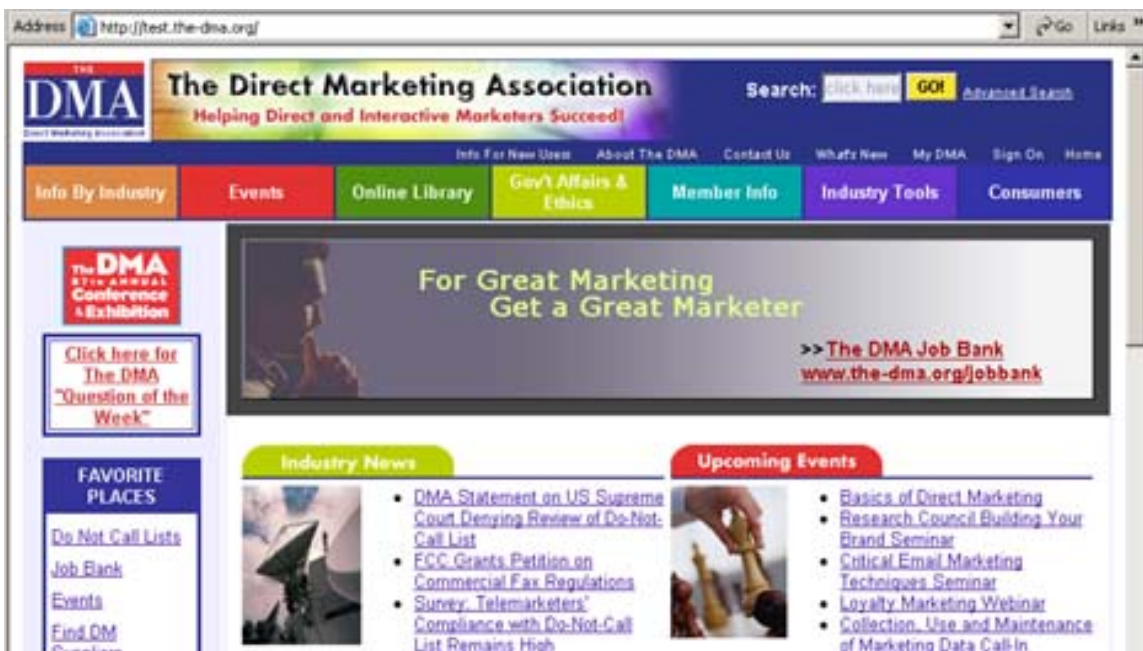 Address http://test.the-dma.org/ Go Links »
THE
DMA
Direct Marketing Association
The Direct Marketing Association
Helping Direct and Interactive Marketers Succeed!
Search: click here GO! Advanced Search
Info For New Users About The DMA Contact Us What's New My DMA Sign On Home
Info By Industry
Events
Online Library
Gov't Affairs &
Ethics
Member Info
Industry Tools
Consumers
The DMA
87TH ANNUAL
Conference
& Exhibition
Click here for
The DMA
"Question of the
Week"
FAVORITE
PLACES
Do Not Call Lists
Job Bank
Events
Find DM
Suppliers
For Great Marketing
Get a Great Marketer
>> The DMA Job Bank
www.the-dma.org/jobbank
Industry News
• DMA Statement on US Supreme
Court Denying Review of Do-Not-
Call List
• FCC Grants Petition on
Commercial Fax Regulations
• Survey: Telemarketers'
Compliance with Do-Not-Call
List Remains High
Upcoming Events
• Basics of Direct Marketing
• Research Council Building Your
Brand Seminar
• Critical Email Marketing
Techniques Seminar
• Loyalty Marketing Webinar
• Collection, Use and Maintenance
of Marketing Data Call-In